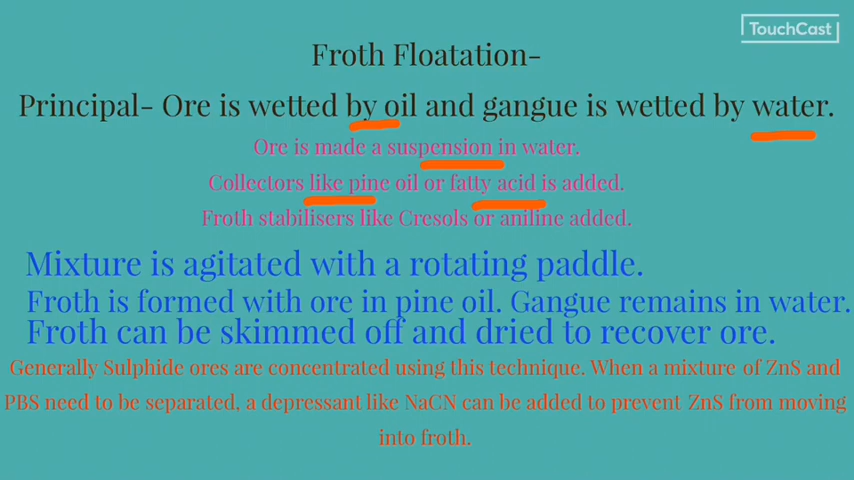 TouchCast
Froth Floatation-
Principal- Ore is wetted by oil and gangue is wetted by water.
Ore is made a suspension in water.
Collectors like pine oil or fatty acid is added.
Froth stabilisers like Cresols or aniline added.
Mixture is agitated with a rotating paddle.
Froth is formed with ore in pine oil. Gangue remains in water.
Froth can be skimmed off and dried to recover ore.
Generally Sulphide ores are concentrated using this technique. When a mixture of ZnS and
PBS need to be separated, a depressant like NaCN can be added to prevent ZnS from moving
into froth.